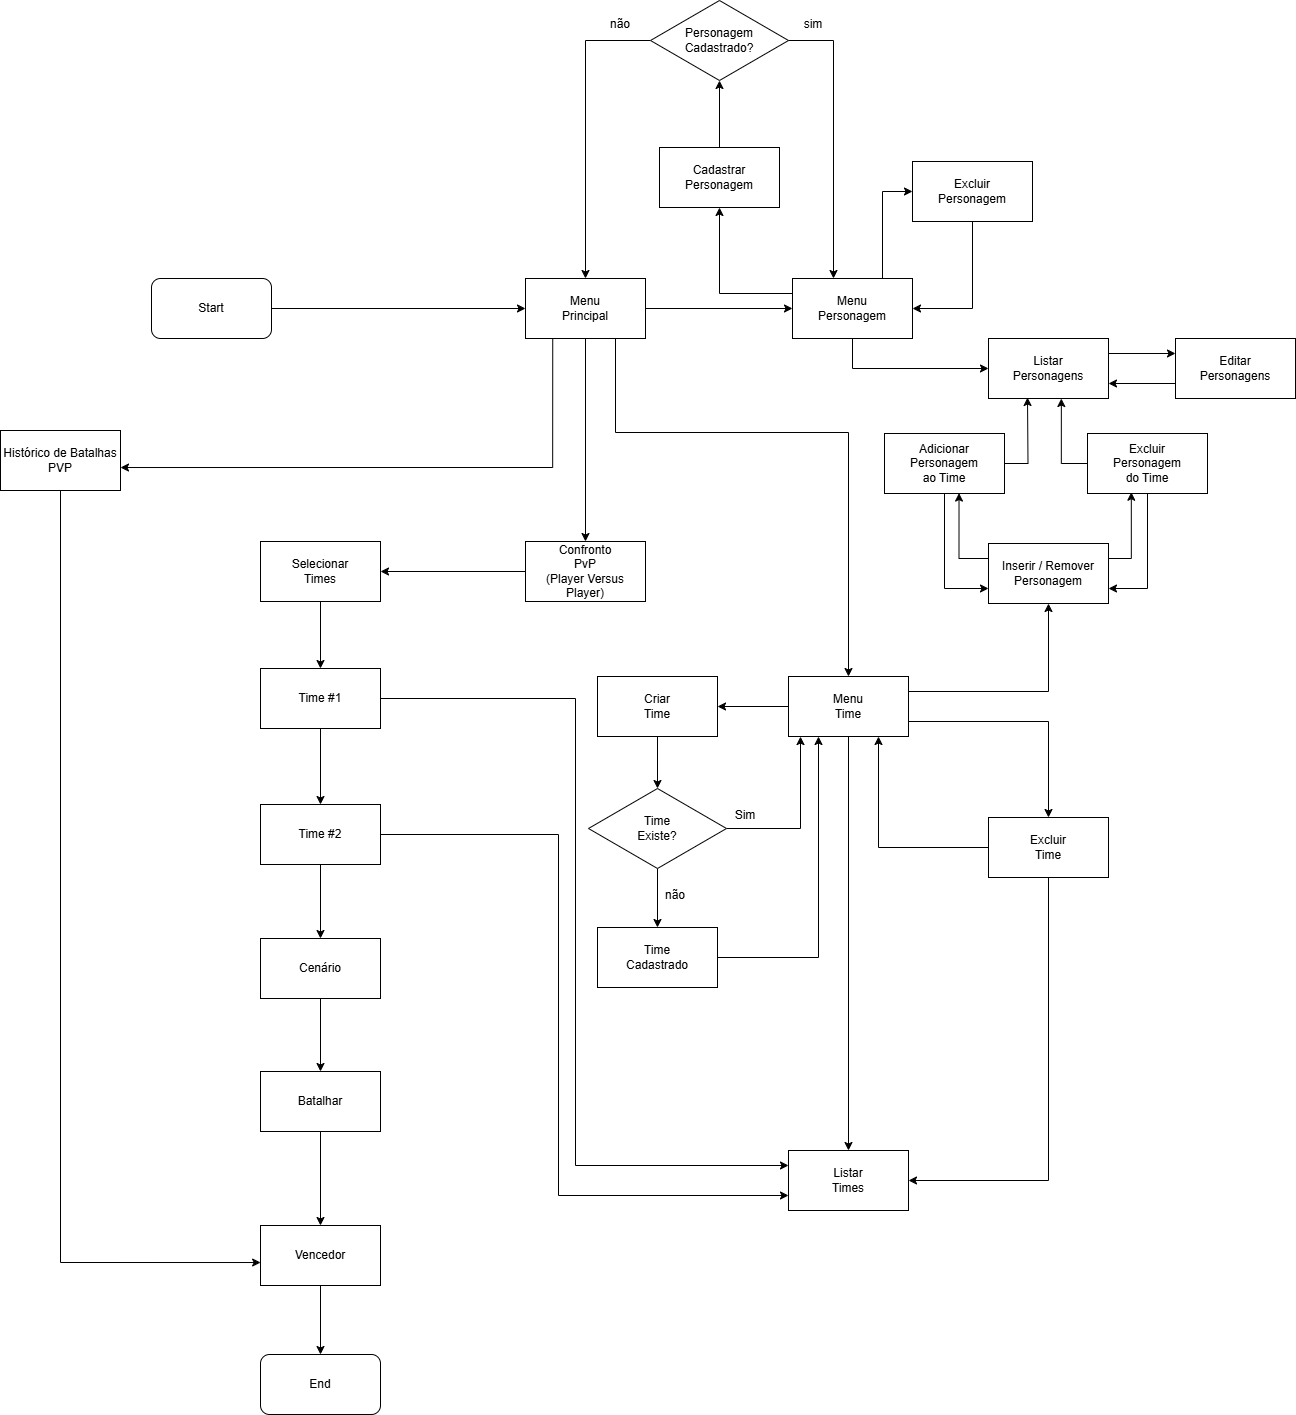 não
Personagem
Cadastrado?
sim
Cadastrar
Personagem
Excluir
Personagem
Start
Menu
Principal
Menu
Personagem
Listar
Personagens
Editar
Personagens
Histórico de Batalhas
PVP
Adicionar
Personagem
ao Time
Excluir
Personagem
do Time
Selecionar
Times
Confronto
PvP
(Player Versus
Player)
Inserir / Remover
Personagem
Time #1
Criar
Time
Menu
Time
Time #2
Time
Existe?
Sim
Excluir
Time
não
Time
Cadastrado
Cenário
Batalhar
Listar
Times
Vencedor
End